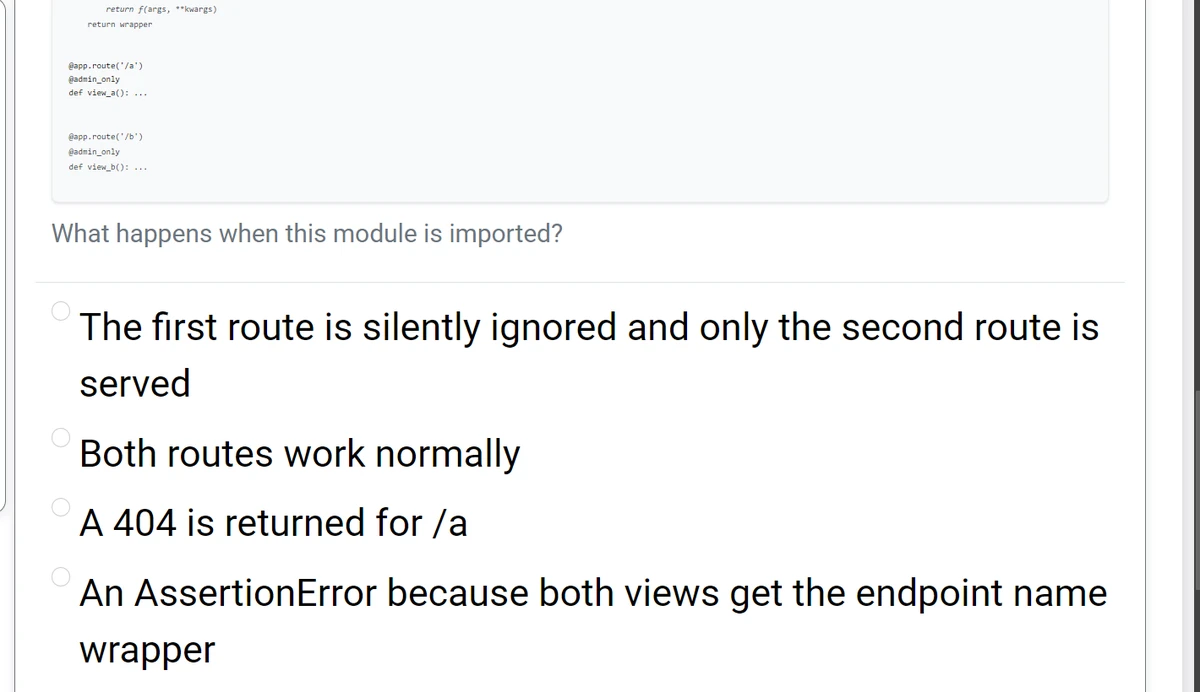 return f(args, **kwargs)
return wrapper
@app.route('/a')
@admin_only
def view_a(): ...
@app.route('/b')
@admin_only
def view_b(): ...
What happens when this module is imported?
The first route is silently ignored and only the second route is
served
Both routes work normally
A 404 is returned for /a
An AssertionError because both views get the endpoint name
wrapper